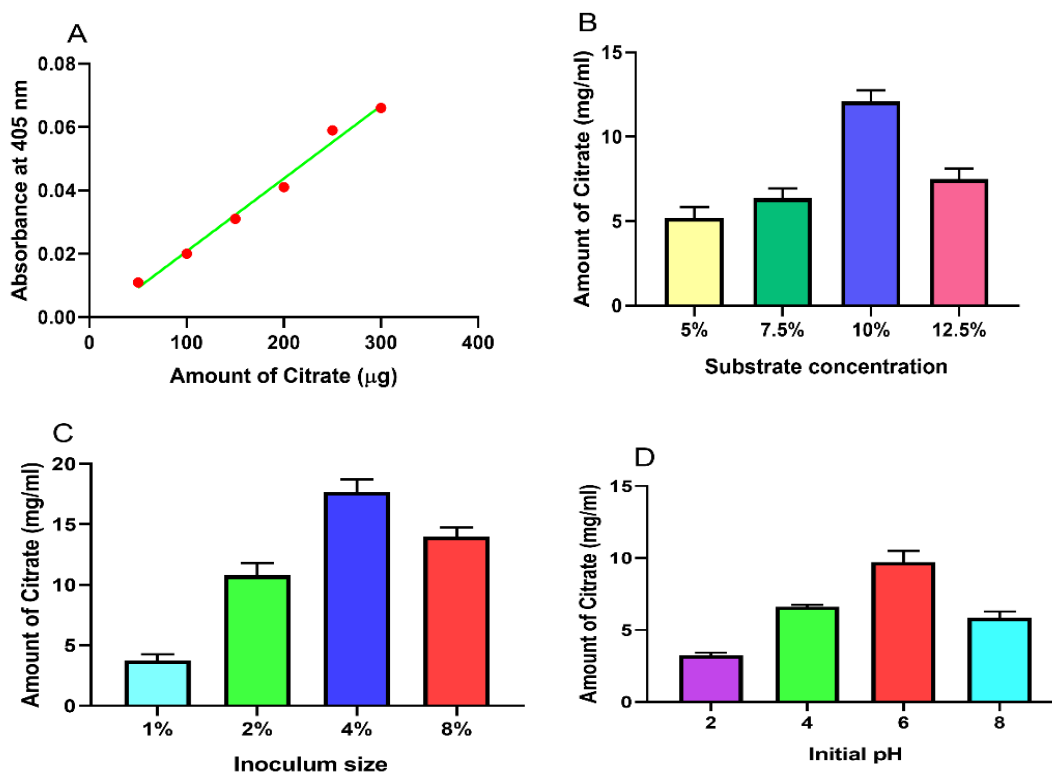 A
Absorbance at 405 nm
0.08
0.06
0.04
0.02
0.00
0 100 200 300 400
Amount of Citrate (μg)
B
Amount of Citrate (mg/ml)
15
10
5
0
5% 7.5% 10% 12.5%
Substrate concentration
C
Amount of Citrate (mg/ml)
20
15
10
5
0
1% 2% 4% 8%
Inoculum size
D
Amount of Citrate (mg/ml)
15
10
5
0
2 4 6 8
Initial pH